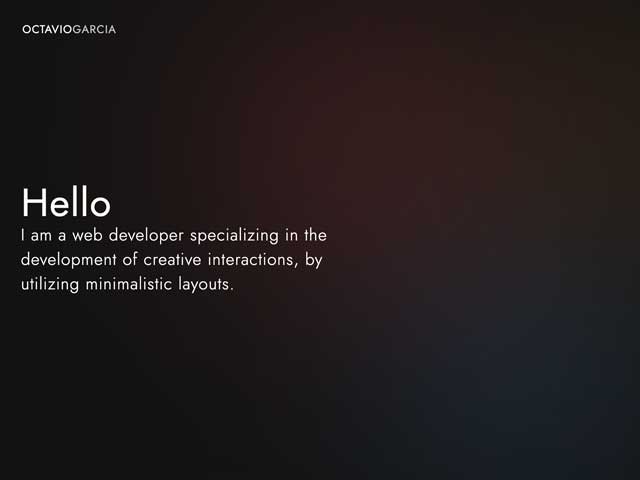 OCTAVIOGARCIA
Hello
I am a web developer specializing in the
development of creative interactions, by
utilizing minimalistic layouts.